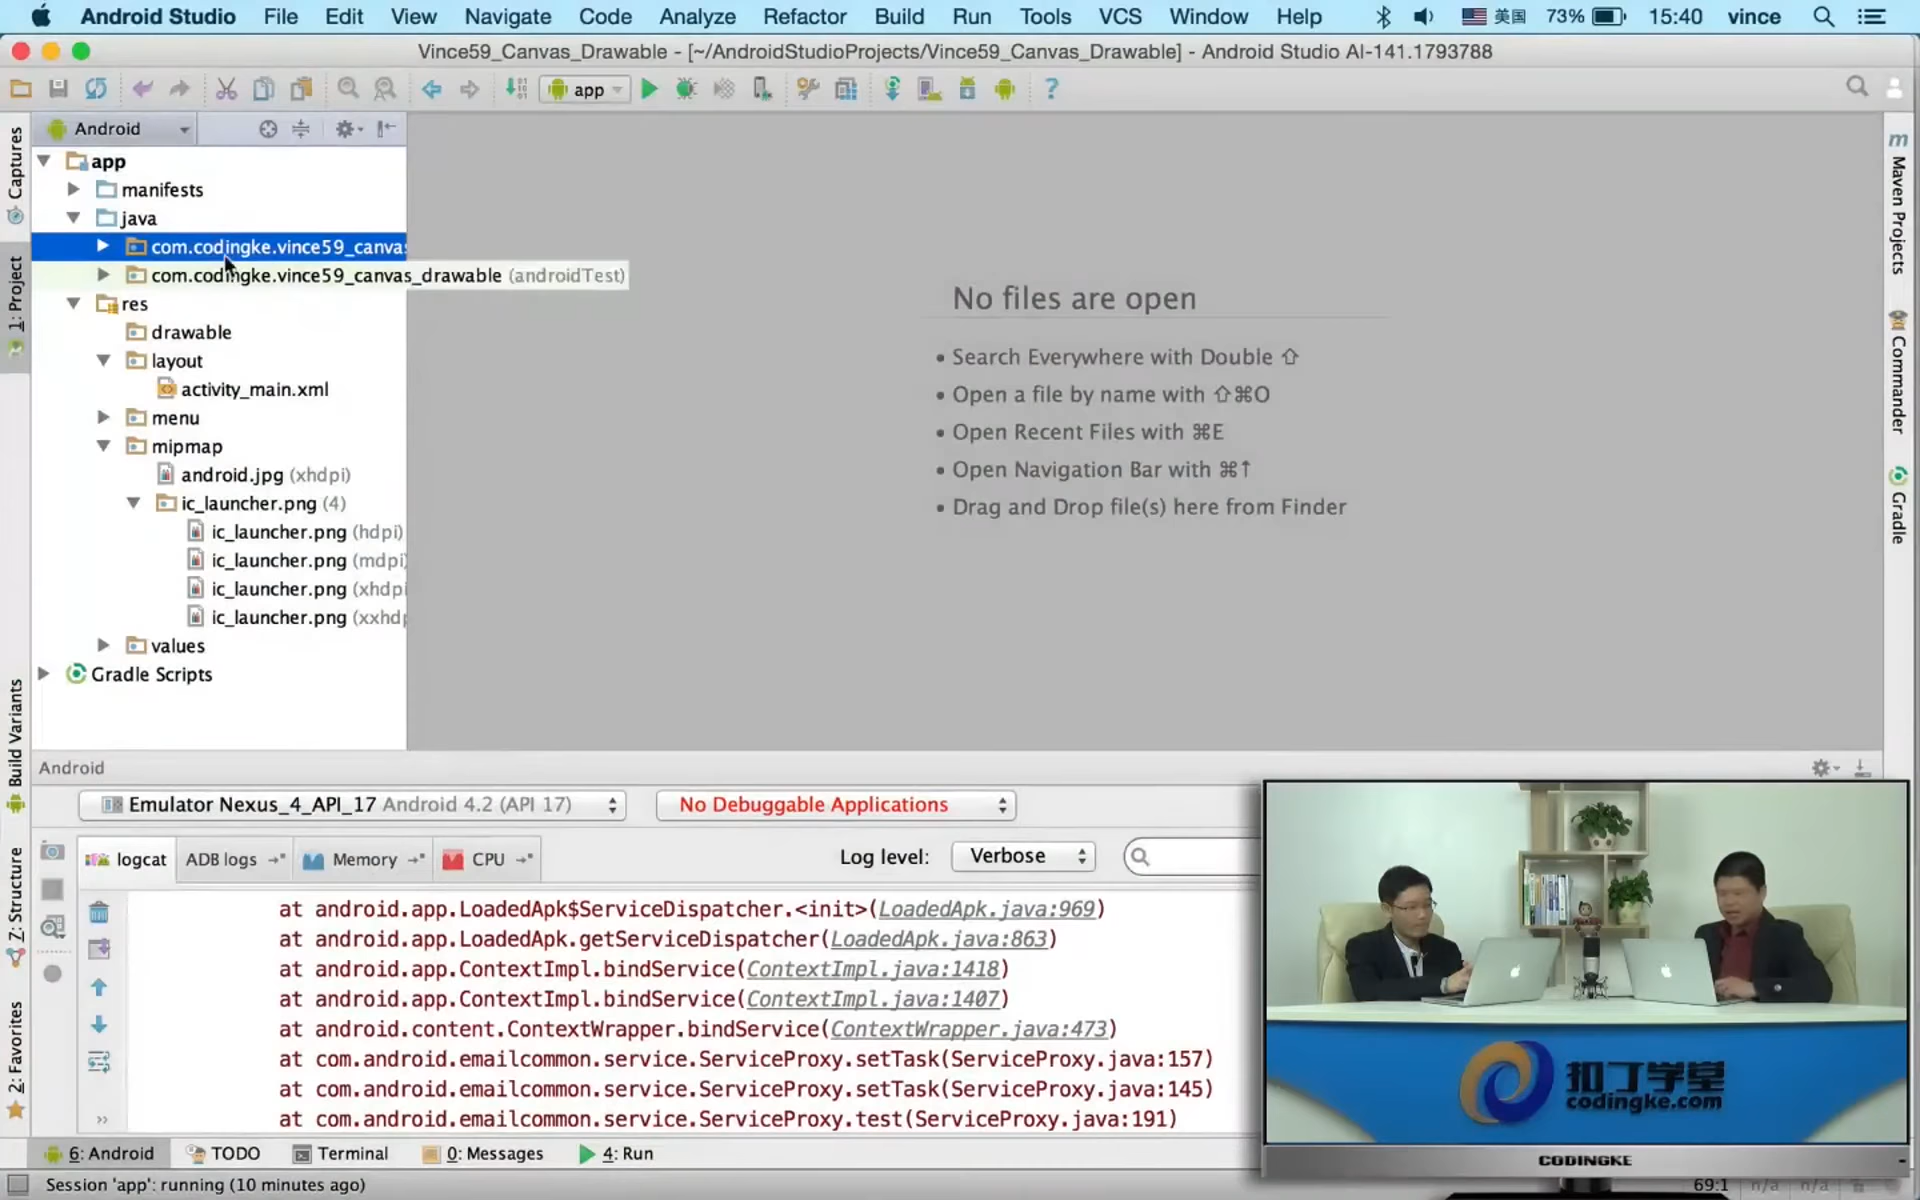 Android Studio File Edit View Navigate Code Analyze Refactor Build Run Tools VCS Window Help 美国 73% 15:40 vince
Vince59_Canvas_Drawable - [~/AndroidStudioProjects/Vince59_Canvas_Drawable] - Android Studio AI-141.1793788
app
?
Captures
1: Project
Build Variants
7: Structure
2: Favorites
Android
app
manifests
java
com.codingke.vince59_canvas
com.codingke.vince59_canvas_drawable (androidTest)
res
drawable
layout
activity_main.xml
menu
mipmap
android.jpg (xhdpi)
ic_launcher.png (4)
ic_launcher.png (hdpi)
ic_launcher.png (mdpi)
ic_launcher.png (xhdpi
ic_launcher.png (xxhdp
values
Gradle Scripts
No files are open
• Search Everywhere with Double ⇧
• Open a file by name with ⇧⌘O
• Open Recent Files with ⌘E
• Open Navigation Bar with ⌘↑
• Drag and Drop file(s) here from Finder
m Maven Projects
Commander
Gradle
Android
Emulator Nexus_4_API_17 Android 4.2 (API 17)
No Debuggable Applications
logcat ADB logs Memory CPU
Log level: Verbose
at android.app.LoadedApk$ServiceDispatcher.<init>(LoadedApk.java:969)
at android.app.LoadedApk.getServiceDispatcher(LoadedApk.java:863)
at android.app.ContextImpl.bindService(ContextImpl.java:1418)
at android.app.ContextImpl.bindService(ContextImpl.java:1407)
at android.content.ContextWrapper.bindService(ContextWrapper.java:473)
at com.android.emailcommon.service.ServiceProxy.setTask(ServiceProxy.java:157)
at com.android.emailcommon.service.ServiceProxy.setTask(ServiceProxy.java:145)
at com.android.emailcommon.service.ServiceProxy.test(ServiceProxy.java:191)
扣丁学堂
codingke.com
CODINGKE
6: Android TODO Terminal 0: Messages 4: Run
Session 'app': running (10 minutes ago)
69:1 n/a n/a